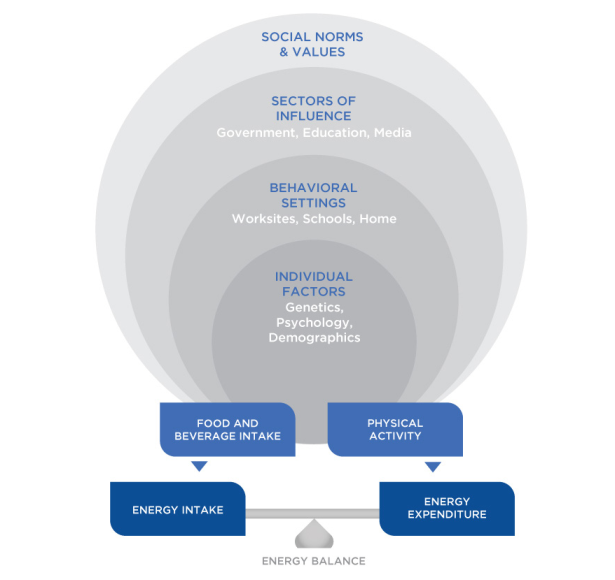 SOCIAL NORMS
& VALUES
SECTORS OF
INFLUENCE
Government, Education, Media
BEHAVIORAL
SETTINGS
Worksites, Schools, Home
INDIVIDUAL
FACTORS
Genetics,
Psychology,
Demographics
FOOD AND
BEVERAGE INTAKE
PHYSICAL
ACTIVITY
ENERGY INTAKE
ENERGY
EXPENDITURE
ENERGY BALANCE